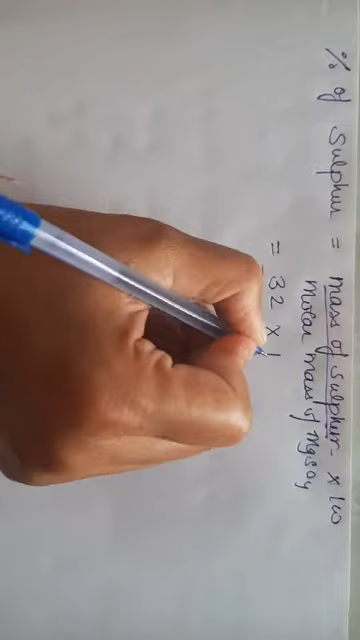 % of Sulphur = mass of Sulphur × 100
molar mass of MgSO4
= 32 × 1